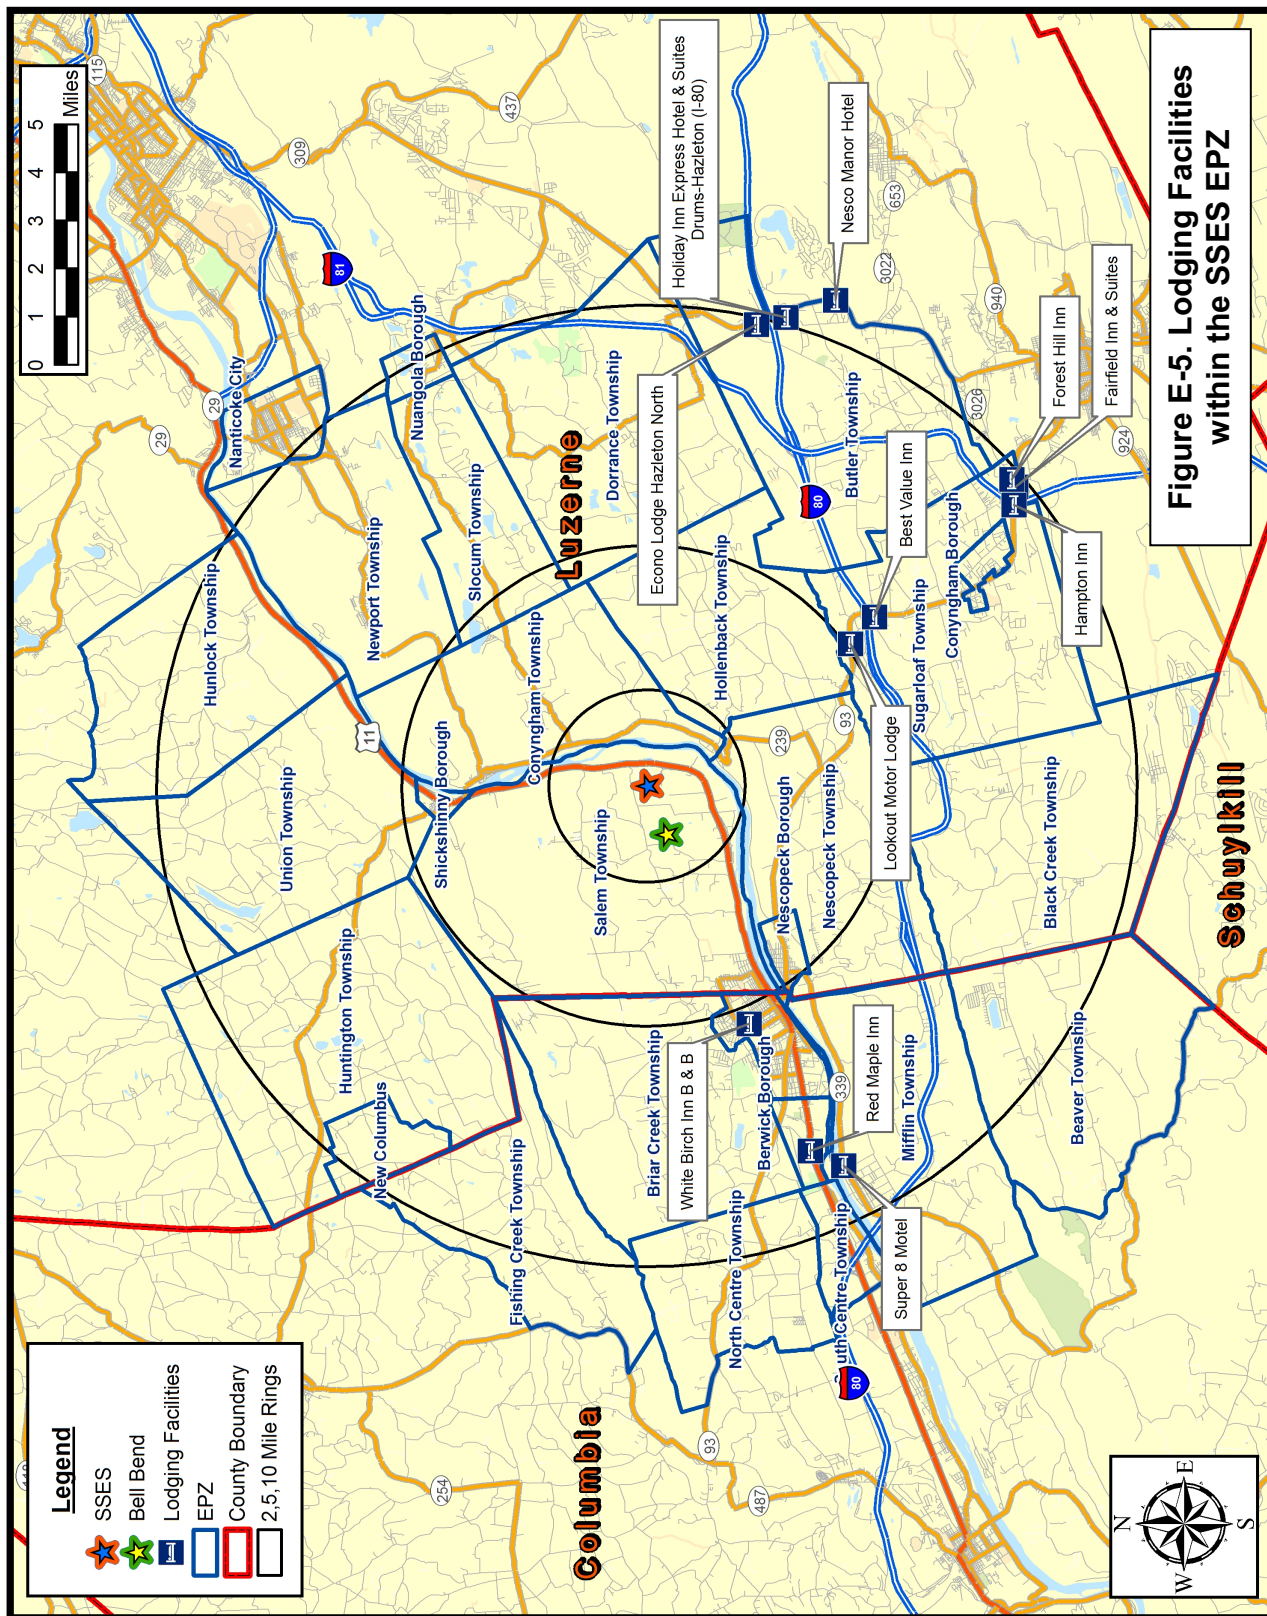 Figure E-5. Lodging Facilities
within the SSES EPZ
Legend
SSES
Bell Bend
Lodging Facilities
EPZ
County Boundary
2,5,10 Mile Rings
0 1 2 3 4 5
Miles
N
W E
S
Columbia
Luzerne
Schuylkill
Holiday Inn Express Hotel & Suites
Drums-Hazleton (I-80)
Nesco Manor Hotel
Econo Lodge Hazleton North
Forest Hill Inn
Fairfield Inn & Suites
Best Value Inn
Hampton Inn
Lookout Motor Lodge
White Birch Inn B & B
Red Maple Inn
Super 8 Motel
Nanticoke City
Nuangola Borough
Hunlock Township
Newport Township
Slocum Township
Dorrance Township
Butler Township
Conyngham Township
Hollenback Township
Conyngham Borough
Sugarloaf Township
Union Township
Shickshinny Borough
Salem Township
Nescopeck Borough
Nescopeck Township
Black Creek Township
Huntington Township
New Columbus
Fishing Creek Township
Briar Creek Township
Berwick Borough
Mifflin Township
Beaver Township
North Centre Township
South Centre Township
115
309
437
81
29
29
11
653
3022
940
3026
924
80
93
239
339
80
93
487
254